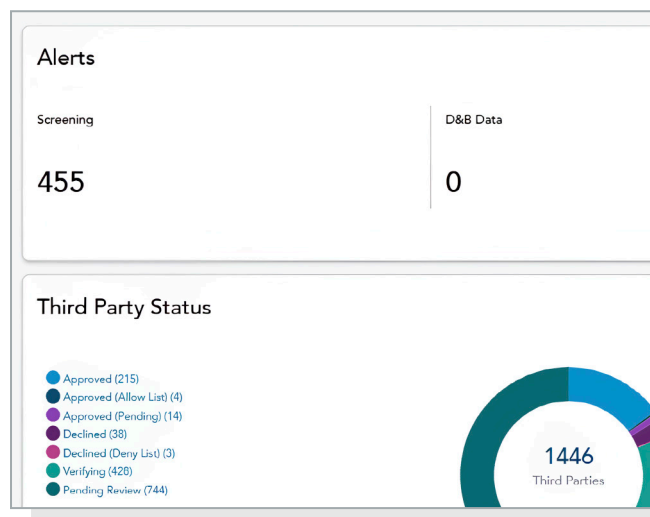 Alerts
Screening
D&B Data
455
0
Third Party Status
Approved (215)
Approved (Allow List) (4)
Approved (Pending) (14)
Declined (38)
Declined (Deny List) (3)
Verifying (428)
Pending Review (744)
1446
Third Parties